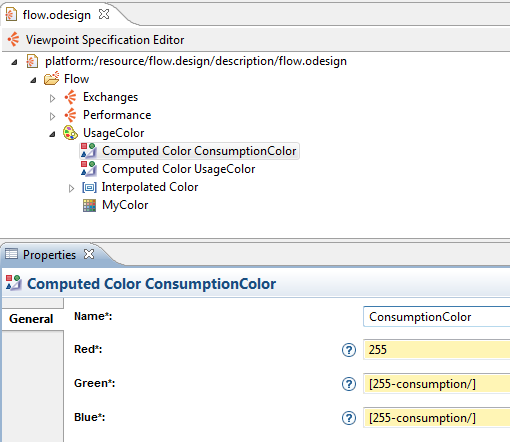 flow.odesign
Viewpoint Specification Editor
platform:/resource/flow.design/description/flow.odesign
Flow
Exchanges
Performance
UsageColor
Computed Color ConsumptionColor
Computed Color UsageColor
Interpolated Color
MyColor
Properties
Computed Color ConsumptionColor
General
Name*: ConsumptionColor
Red*: ? 255
Green*: ? [255-consumption/]
Blue*: ? [255-consumption/]